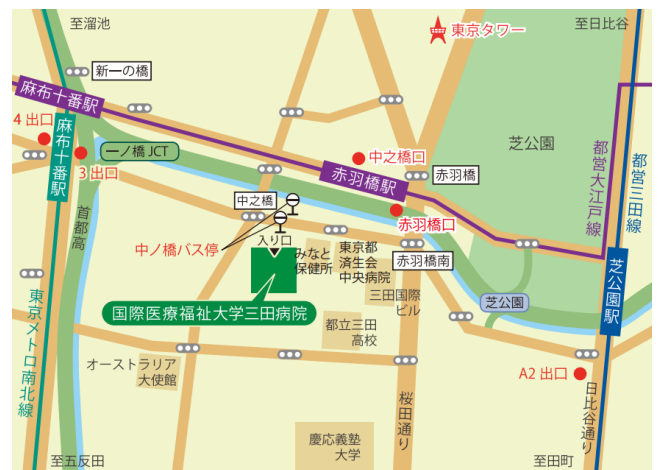 至溜池
東京タワー
至日比谷
新一の橋
麻布十番駅
4 出口
麻布十番駅
一ノ橋 JCT
3 出口
中之橋口
赤羽橋
芝公園
赤羽橋駅
都営大江戸線
都営三田線
首都高
中之橋
赤羽橋口
中ノ橋バス停
入り口
みなと
保健所
東京都
済生会
中央病院
赤羽橋南
芝公園駅
東京メトロ南北線
国際医療福祉大学三田病院
三田国際
ビル
芝公園
都立三田
高校
オーストラリア
大使館
A2 出口
桜田通り
日比谷通り
慶応義塾
大学
至五反田
至田町